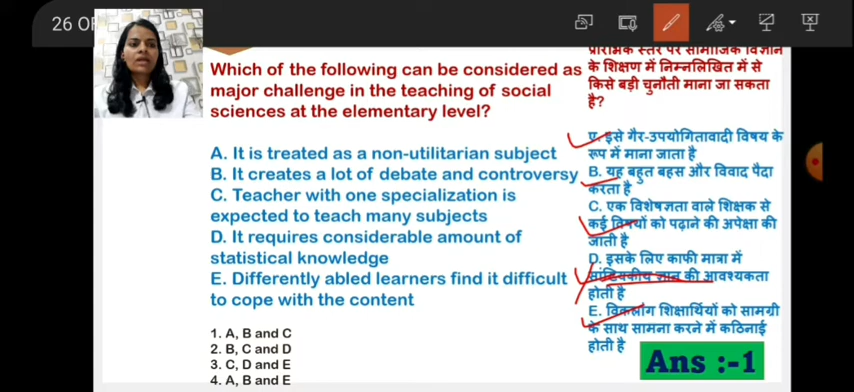 26 OF
Which of the following can be considered as
major challenge in the teaching of social
sciences at the elementary level?
A. It is treated as a non-utilitarian subject
B. It creates a lot of debate and controversy
C. Teacher with one specialization is
expected to teach many subjects
D. It requires considerable amount of
statistical knowledge
E. Differently abled learners find it difficult
to cope with the content
1. A, B and C
2. B, C and D
3. C, D and E
4. A, B and E
प्रारंभिक स्तर पर सामाजिक विज्ञान
के शिक्षण में निम्नलिखित में से
किसे बड़ी चुनौती माना जा सकता
है?
ए. इसे गैर-उपयोगितावादी विषय के
रूप में माना जाता है
B. यह बहुत बहस और विवाद पैदा
करता है
C. एक विशेषज्ञता वाले शिक्षक से
कई विषयों को पढ़ाने की अपेक्षा की
जाती है
D. इसके लिए काफी मात्रा में
सांख्यिकीय ज्ञान की आवश्यकता
होती है
E. विकलांग शिक्षार्थियों को सामग्री
के साथ सामना करने में कठिनाई
होती है
Ans :-1